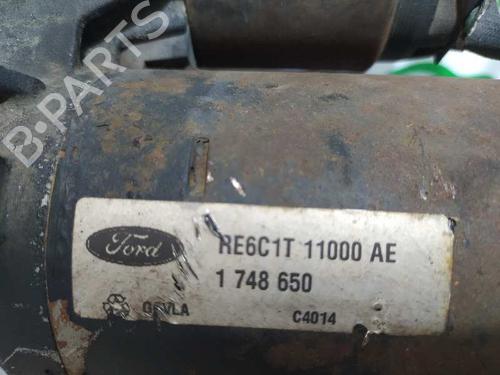 B-PARTS
Ford
RE6C1T 11000 AE
1 748 650
C4014